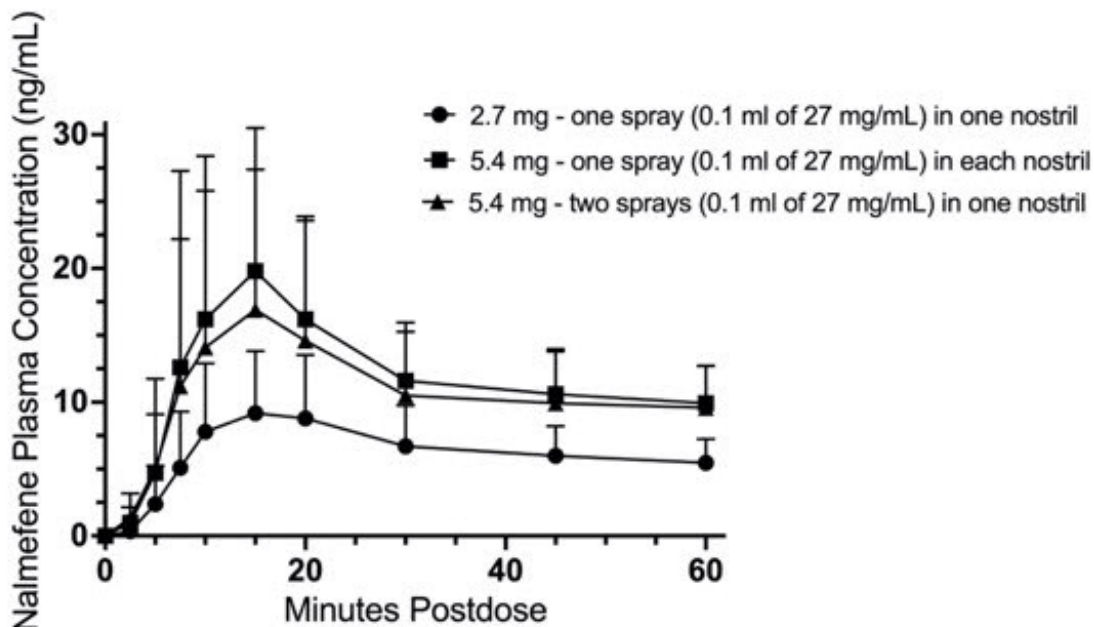 Nalmefene Plasma Concentration (ng/mL)
2.7 mg - one spray (0.1 ml of 27 mg/mL) in one nostril
5.4 mg - one spray (0.1 ml of 27 mg/mL) in each nostril
5.4 mg - two sprays (0.1 ml of 27 mg/mL) in one nostril
30
20
10
0
0 20 40 60
Minutes Postdose